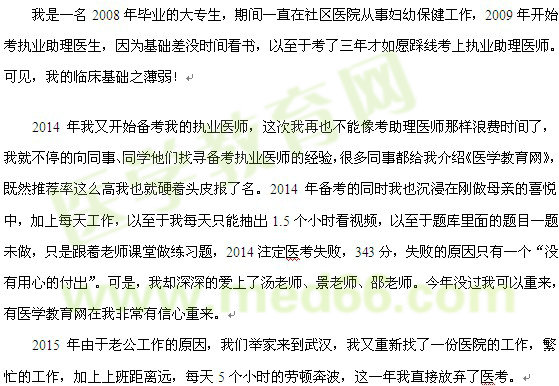 我是一名 2008 年毕业的大专生，期间一直在社区医院从事妇幼保健工作，2009 年开始
考执业助理医生，因为基础差没时间看书，以至于考了三年才如愿踩线考上执业助理医师。
可见，我的临床基础之薄弱！
2014 年我又开始备考我的执业医师，这次我再也不能像考助理医师那样浪费时间了，
我就不停的向同事、同学他们找寻备考执业医师的经验，很多同事都给我介绍《医学教育网》，
既然推荐率这么高我也就硬着头皮报了名。2014 年备考的同时我也沉浸在刚做母亲的喜悦
中，加上每天工作，以至于我每天只能抽出 1.5 个小时看视频，以至于题库里面的题目一题
未做，只是跟着老师课堂做练习题，2014 注定医考失败，343 分，失败的原因只有一个“没
有用心的付出”。可是，我却深深的爱上了汤老师、景老师、邵老师。今年没过我可以重来，
有医学教育网在我非常有信心重来。
2015 年由于老公工作的原因，我们举家来到武汉，我又重新找了一份医院的工作，繁
忙的工作，加上上班距离远，每天 5 个小时的劳顿奔波，这一年我直接放弃了医考。
医学教育网
www.med66.com